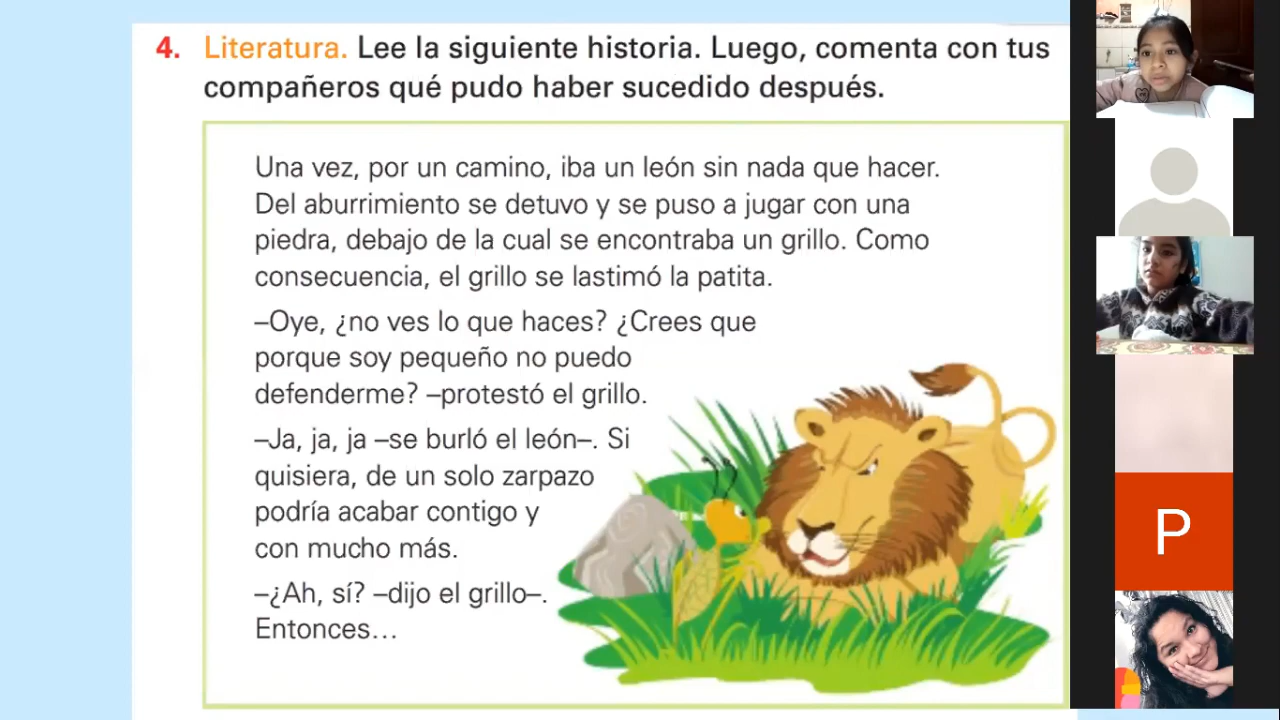 4. Literatura. Lee la siguiente historia. Luego, comenta con tus
compañeros qué pudo haber sucedido después.
Una vez, por un camino, iba un león sin nada que hacer.
Del aburrimiento se detuvo y se puso a jugar con una
piedra, debajo de la cual se encontraba un grillo. Como
consecuencia, el grillo se lastimó la patita.
–Oye, ¿no ves lo que haces? ¿Crees que
porque soy pequeño no puedo
defenderme? –protestó el grillo.
–Ja, ja, ja –se burló el león–. Si
quisiera, de un solo zarpazo
podría acabar contigo y
con mucho más.
–¿Ah, sí? –dijo el grillo–.
Entonces…
P